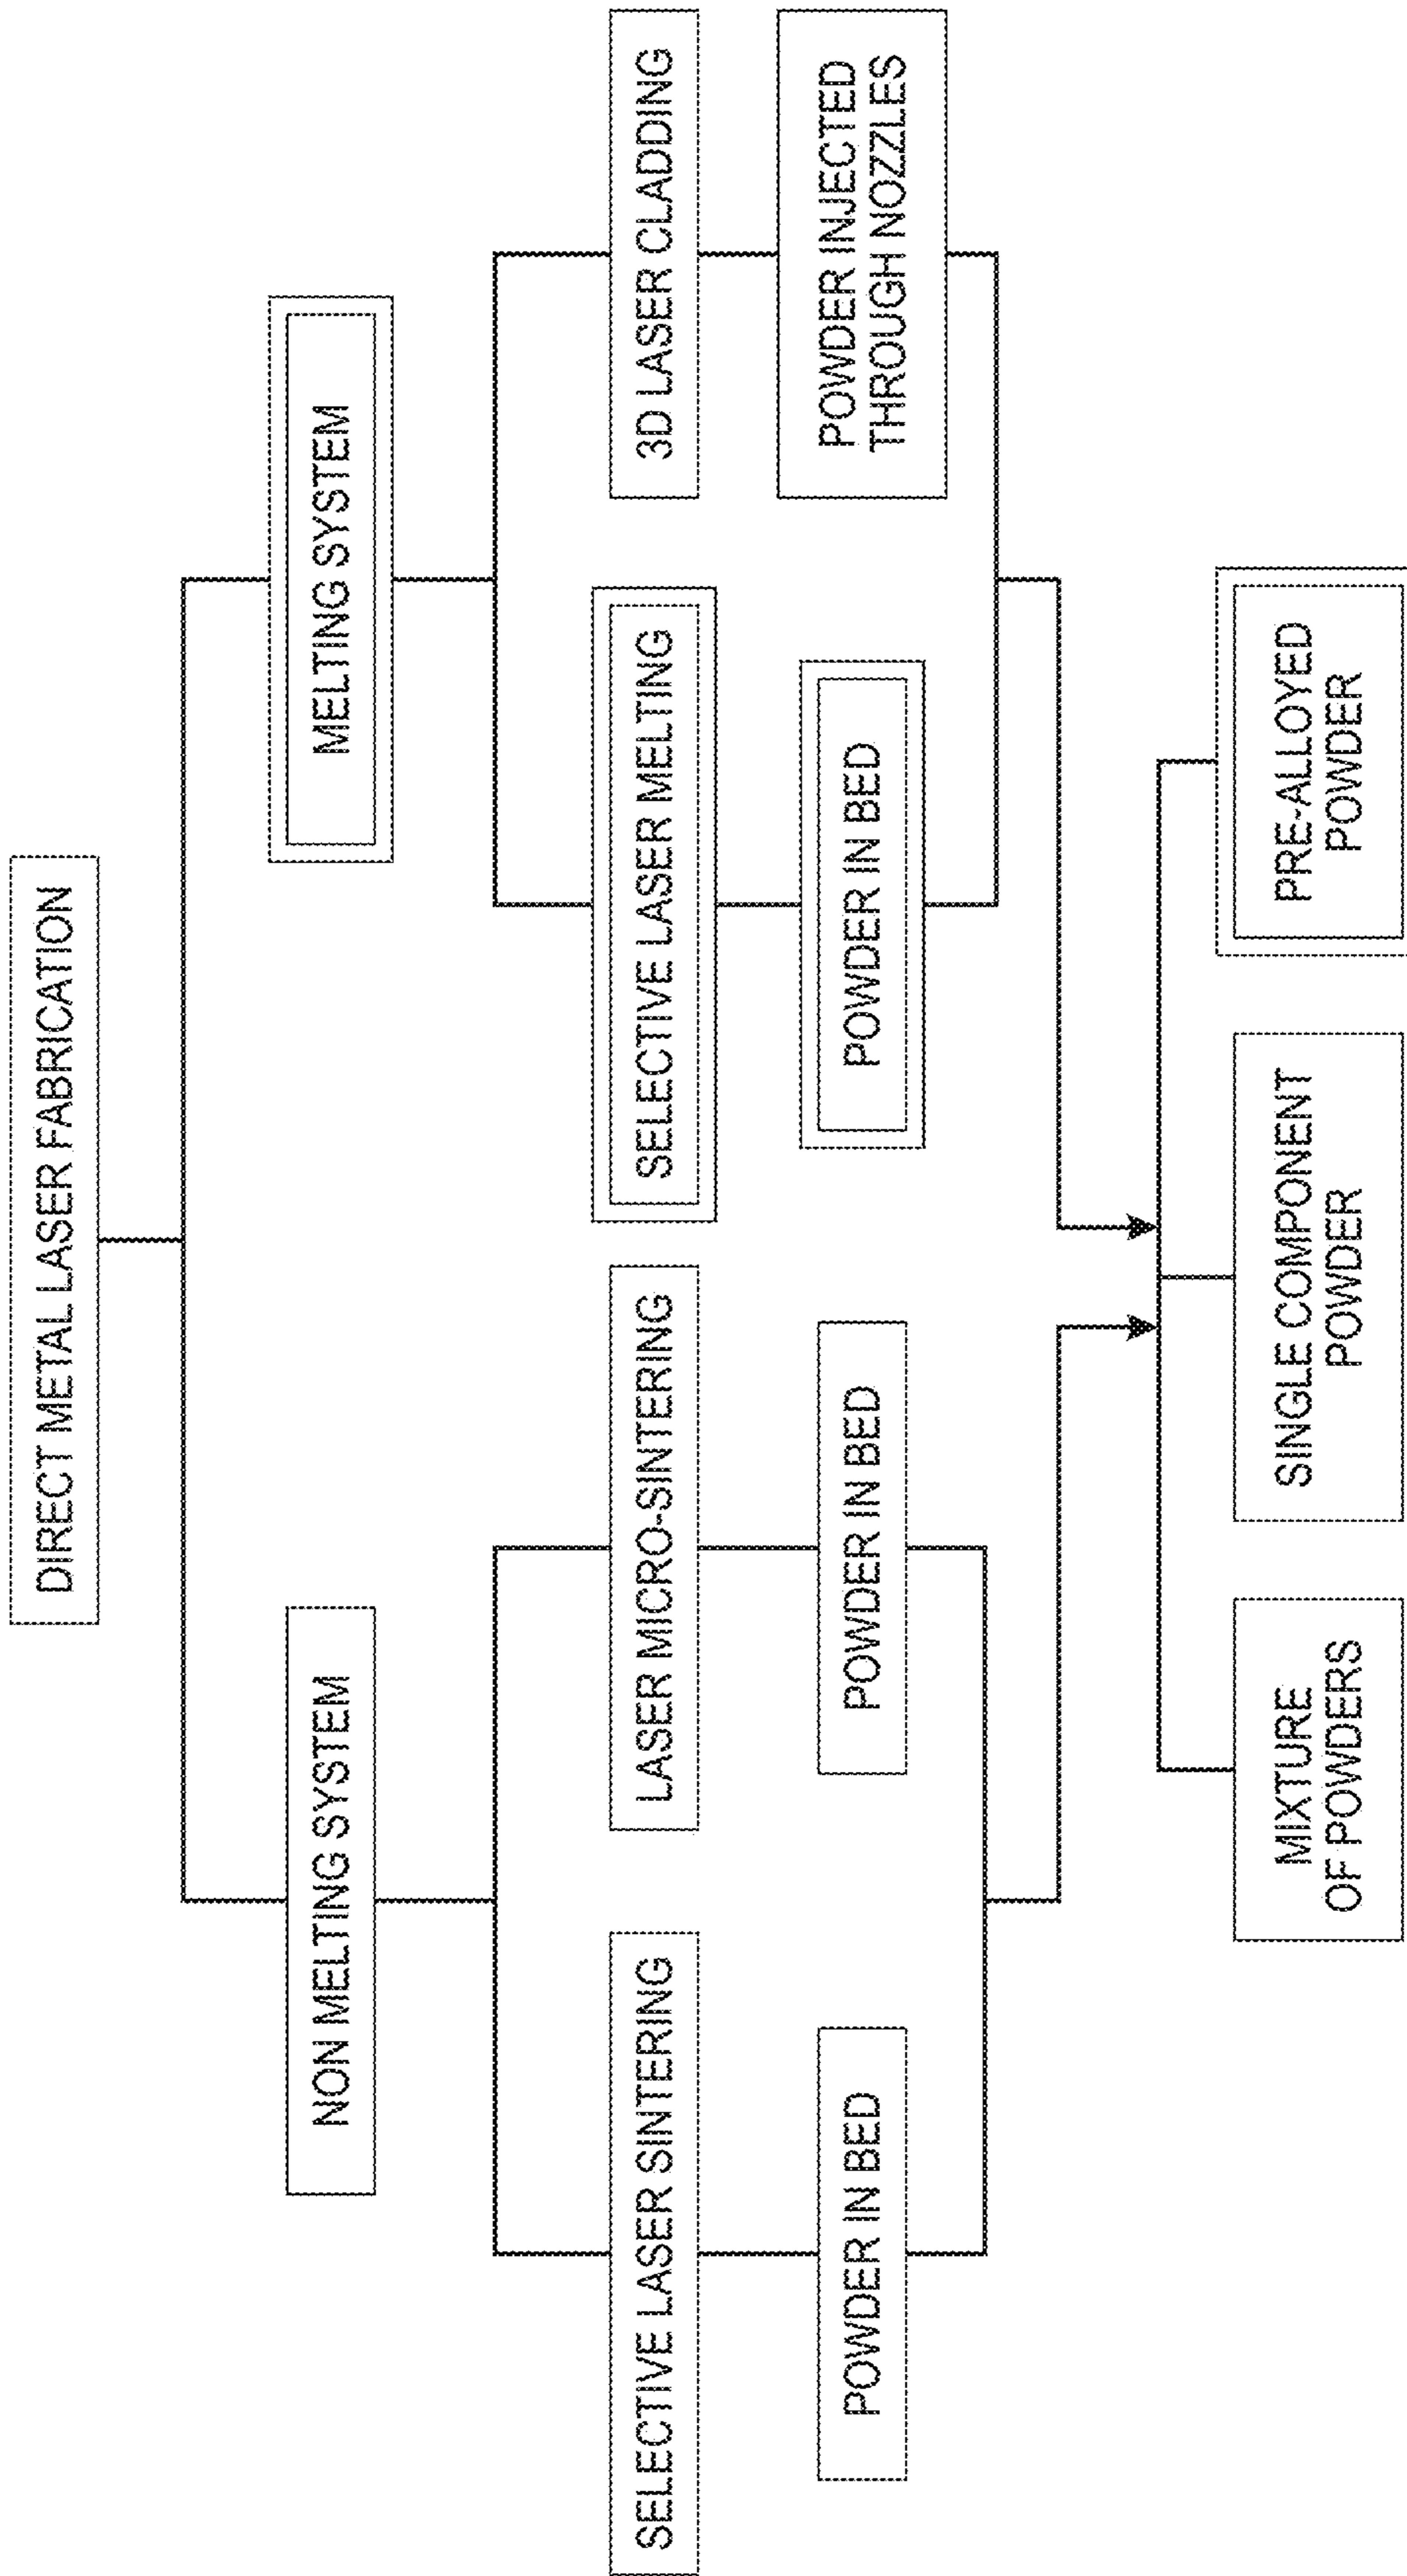 DIRECT METAL LASER FABRICATION
NON MELTING SYSTEM
MELTING SYSTEM
SELECTIVE LASER SINTERING
LASER MICRO-SINTERING
SELECTIVE LASER MELTING
3D LASER CLADDING
POWDER IN BED
POWDER IN BED
POWDER IN BED
POWDER INJECTED
THROUGH NOZZLES
MIXTURE
OF POWDERS
SINGLE COMPONENT
POWDER
PRE-ALLOYED
POWDER